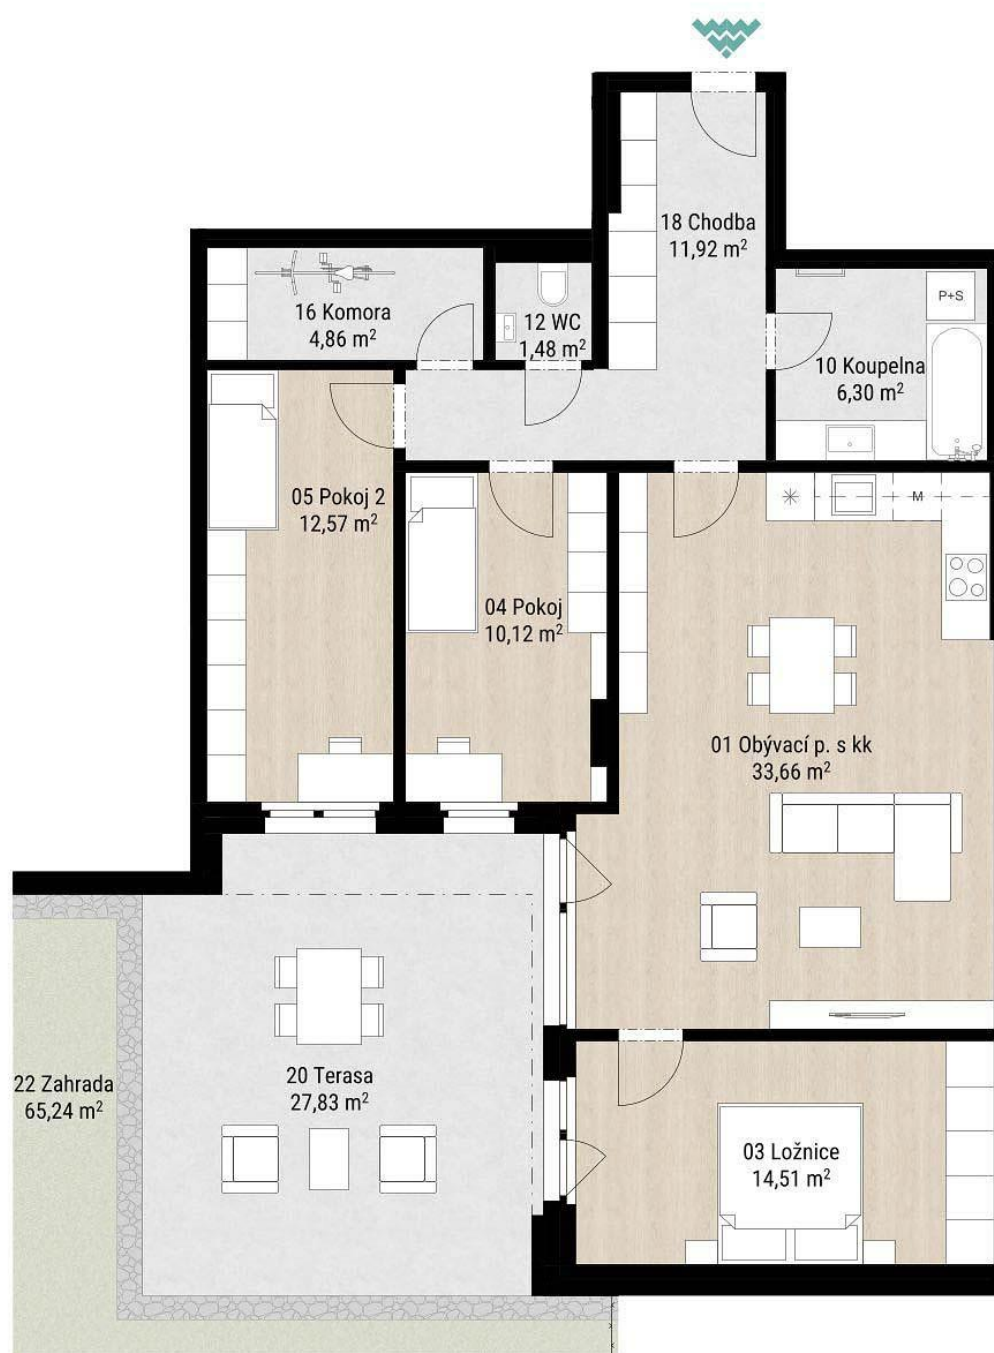 18 Chodba
11,92 m²
P+S
16 Komora
4,86 m²
12 WC
1,48 m²
10 Koupelna
6,30 m²
05 Pokoj 2
12,57 m²
M
04 Pokoj
10,12 m²
01 Obývací p. s kk
33,66 m²
22 Zahrada
65,24 m²
20 Terasa
27,83 m²
03 Ložnice
14,51 m²